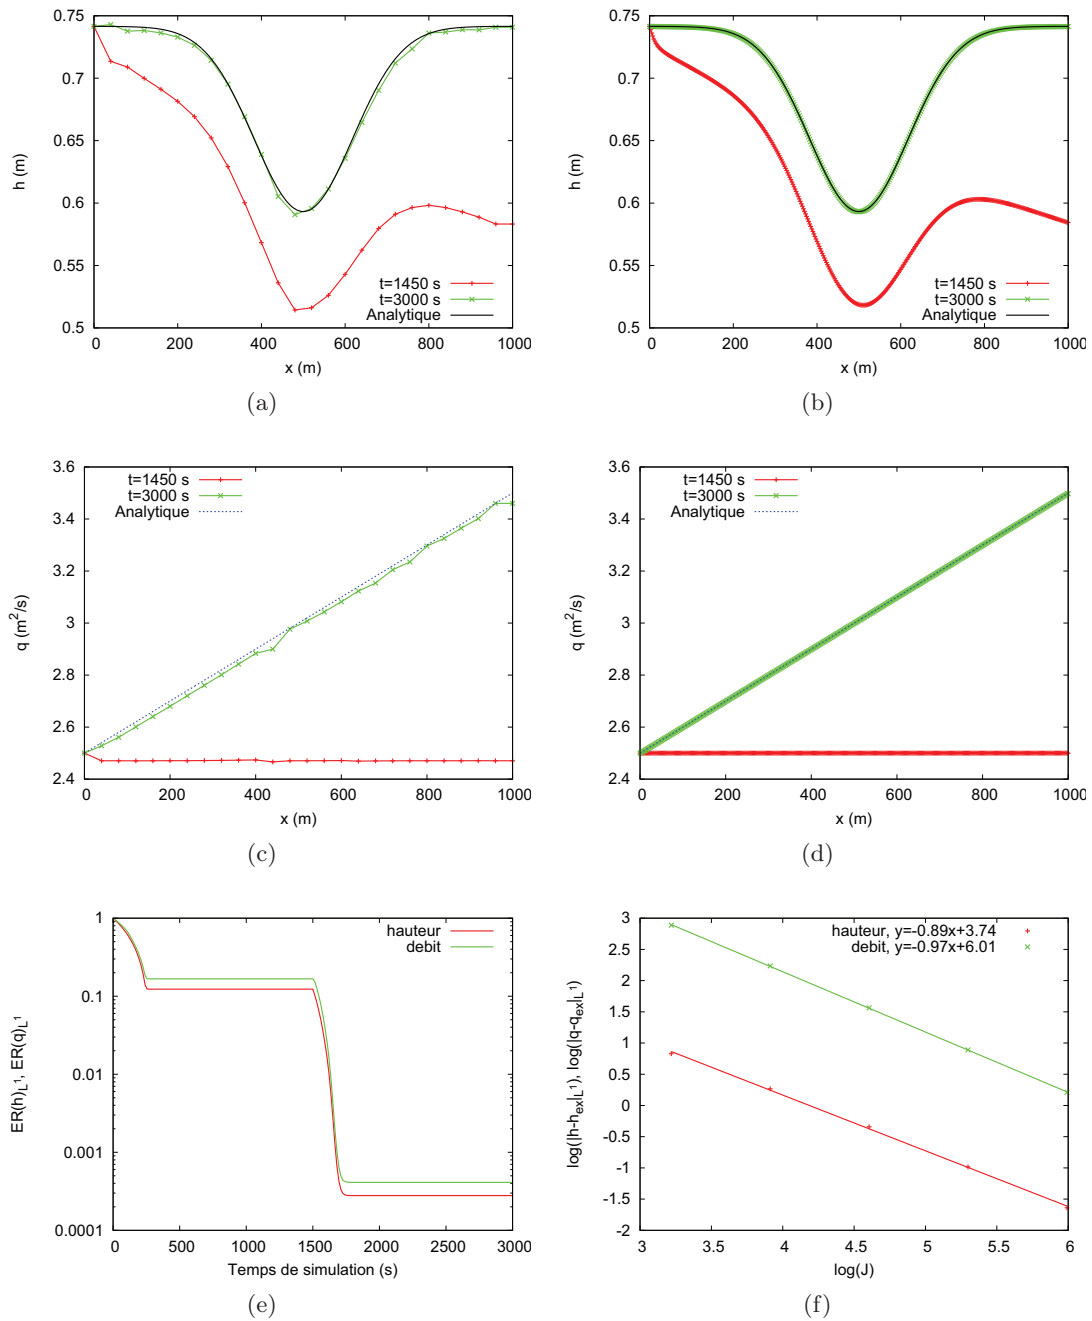 0.75
0.7
0.65
0.6
0.55
0.5
h (m)
0
200
400
600
800
1000
x (m)
t=1450 s
t=3000 s
Analytique
(a)
0.75
0.7
0.65
0.6
0.55
0.5
h (m)
0
200
400
600
800
1000
x (m)
t=1450 s
t=3000 s
Analytique
(b)
3.6
3.4
3.2
3
2.8
2.6
2.4
q (m²/s)
0
200
400
600
800
1000
x (m)
t=1450 s
t=3000 s
Analytique
(c)
3.6
3.4
3.2
3
2.8
2.6
2.4
q (m²/s)
0
200
400
600
800
1000
x (m)
t=1450 s
t=3000 s
Analytique
(d)
1
0.1
0.01
0.001
0.0001
ER(h)_L¹, ER(q)_L¹
0
500
1000
1500
2000
2500
3000
Temps de simulation (s)
hauteur
debit
(e)
3
2.5
2
1.5
1
0.5
0
-0.5
-1
-1.5
-2
log(|h-h_ex|_L¹), log(|q-q_ex|_L¹)
3
3.5
4
4.5
5
5.5
6
log(J)
hauteur, y=-0.89x+3.74
debit, y=-0.97x+6.01
(f)